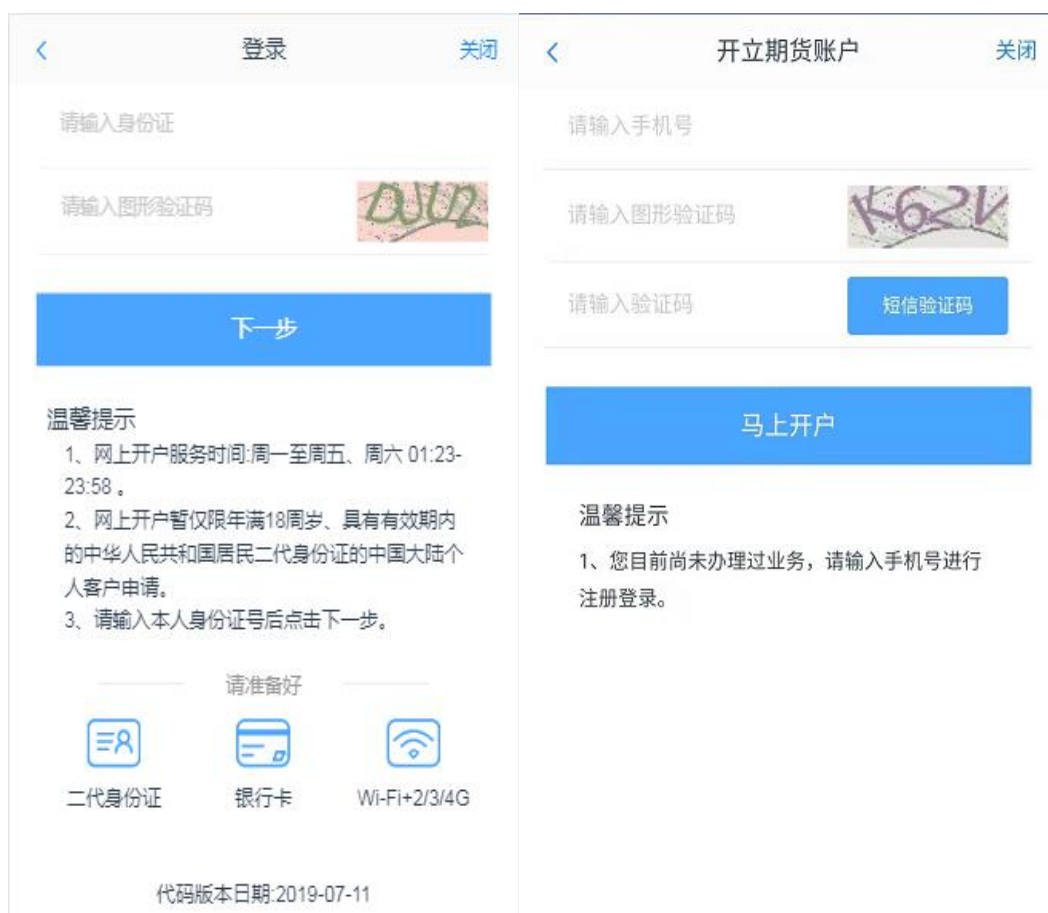 登录
关闭
请输入身份证
请输入图形验证码
下一步
温馨提示
1、网上开户服务时间:周一至周五、周六 01:23-
23:58 。
2、网上开户暂仅限年满18周岁、具有有效期内
的中华人民共和国居民二代身份证的中国大陆个
人客户申请。
3、请输入本人身份证号后点击下一步。
请准备好
二代身份证
银行卡
Wi-Fi+2/3/4G
代码版本日期:2019-07-11
开立期货账户
关闭
请输入手机号
请输入图形验证码
K62V
请输入验证码
短信验证码
马上开户
温馨提示
1、您目前尚未办理过业务，请输入手机号进行
注册登录。